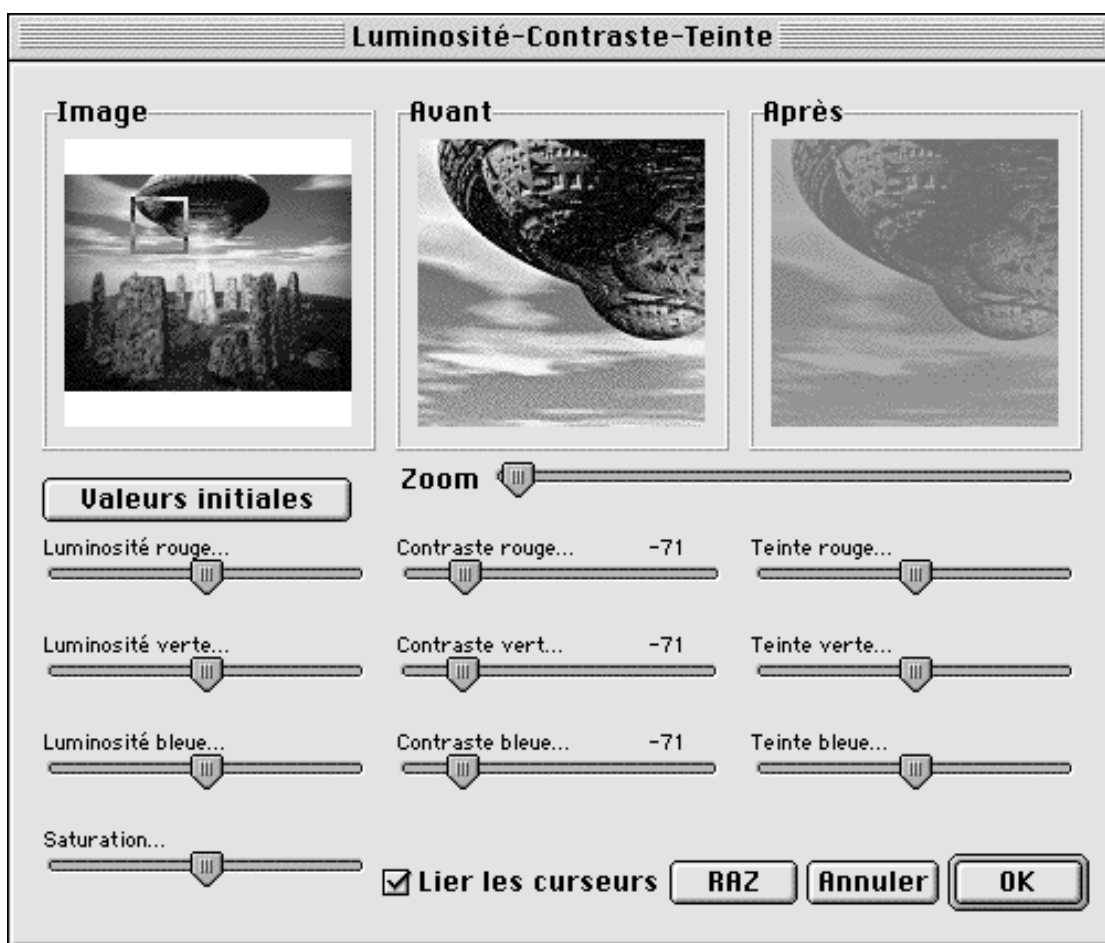 Luminosité-Contraste-Teinte
Image
Avant
Après
Zoom
Valeurs initiales
Luminosité rouge...
Contraste rouge... -71
Teinte rouge...
Luminosité verte...
Contraste vert... -71
Teinte verte...
Luminosité bleue...
Contraste bleue... -71
Teinte bleue...
Saturation...
Lier les curseurs
RAZ
Annuler
OK